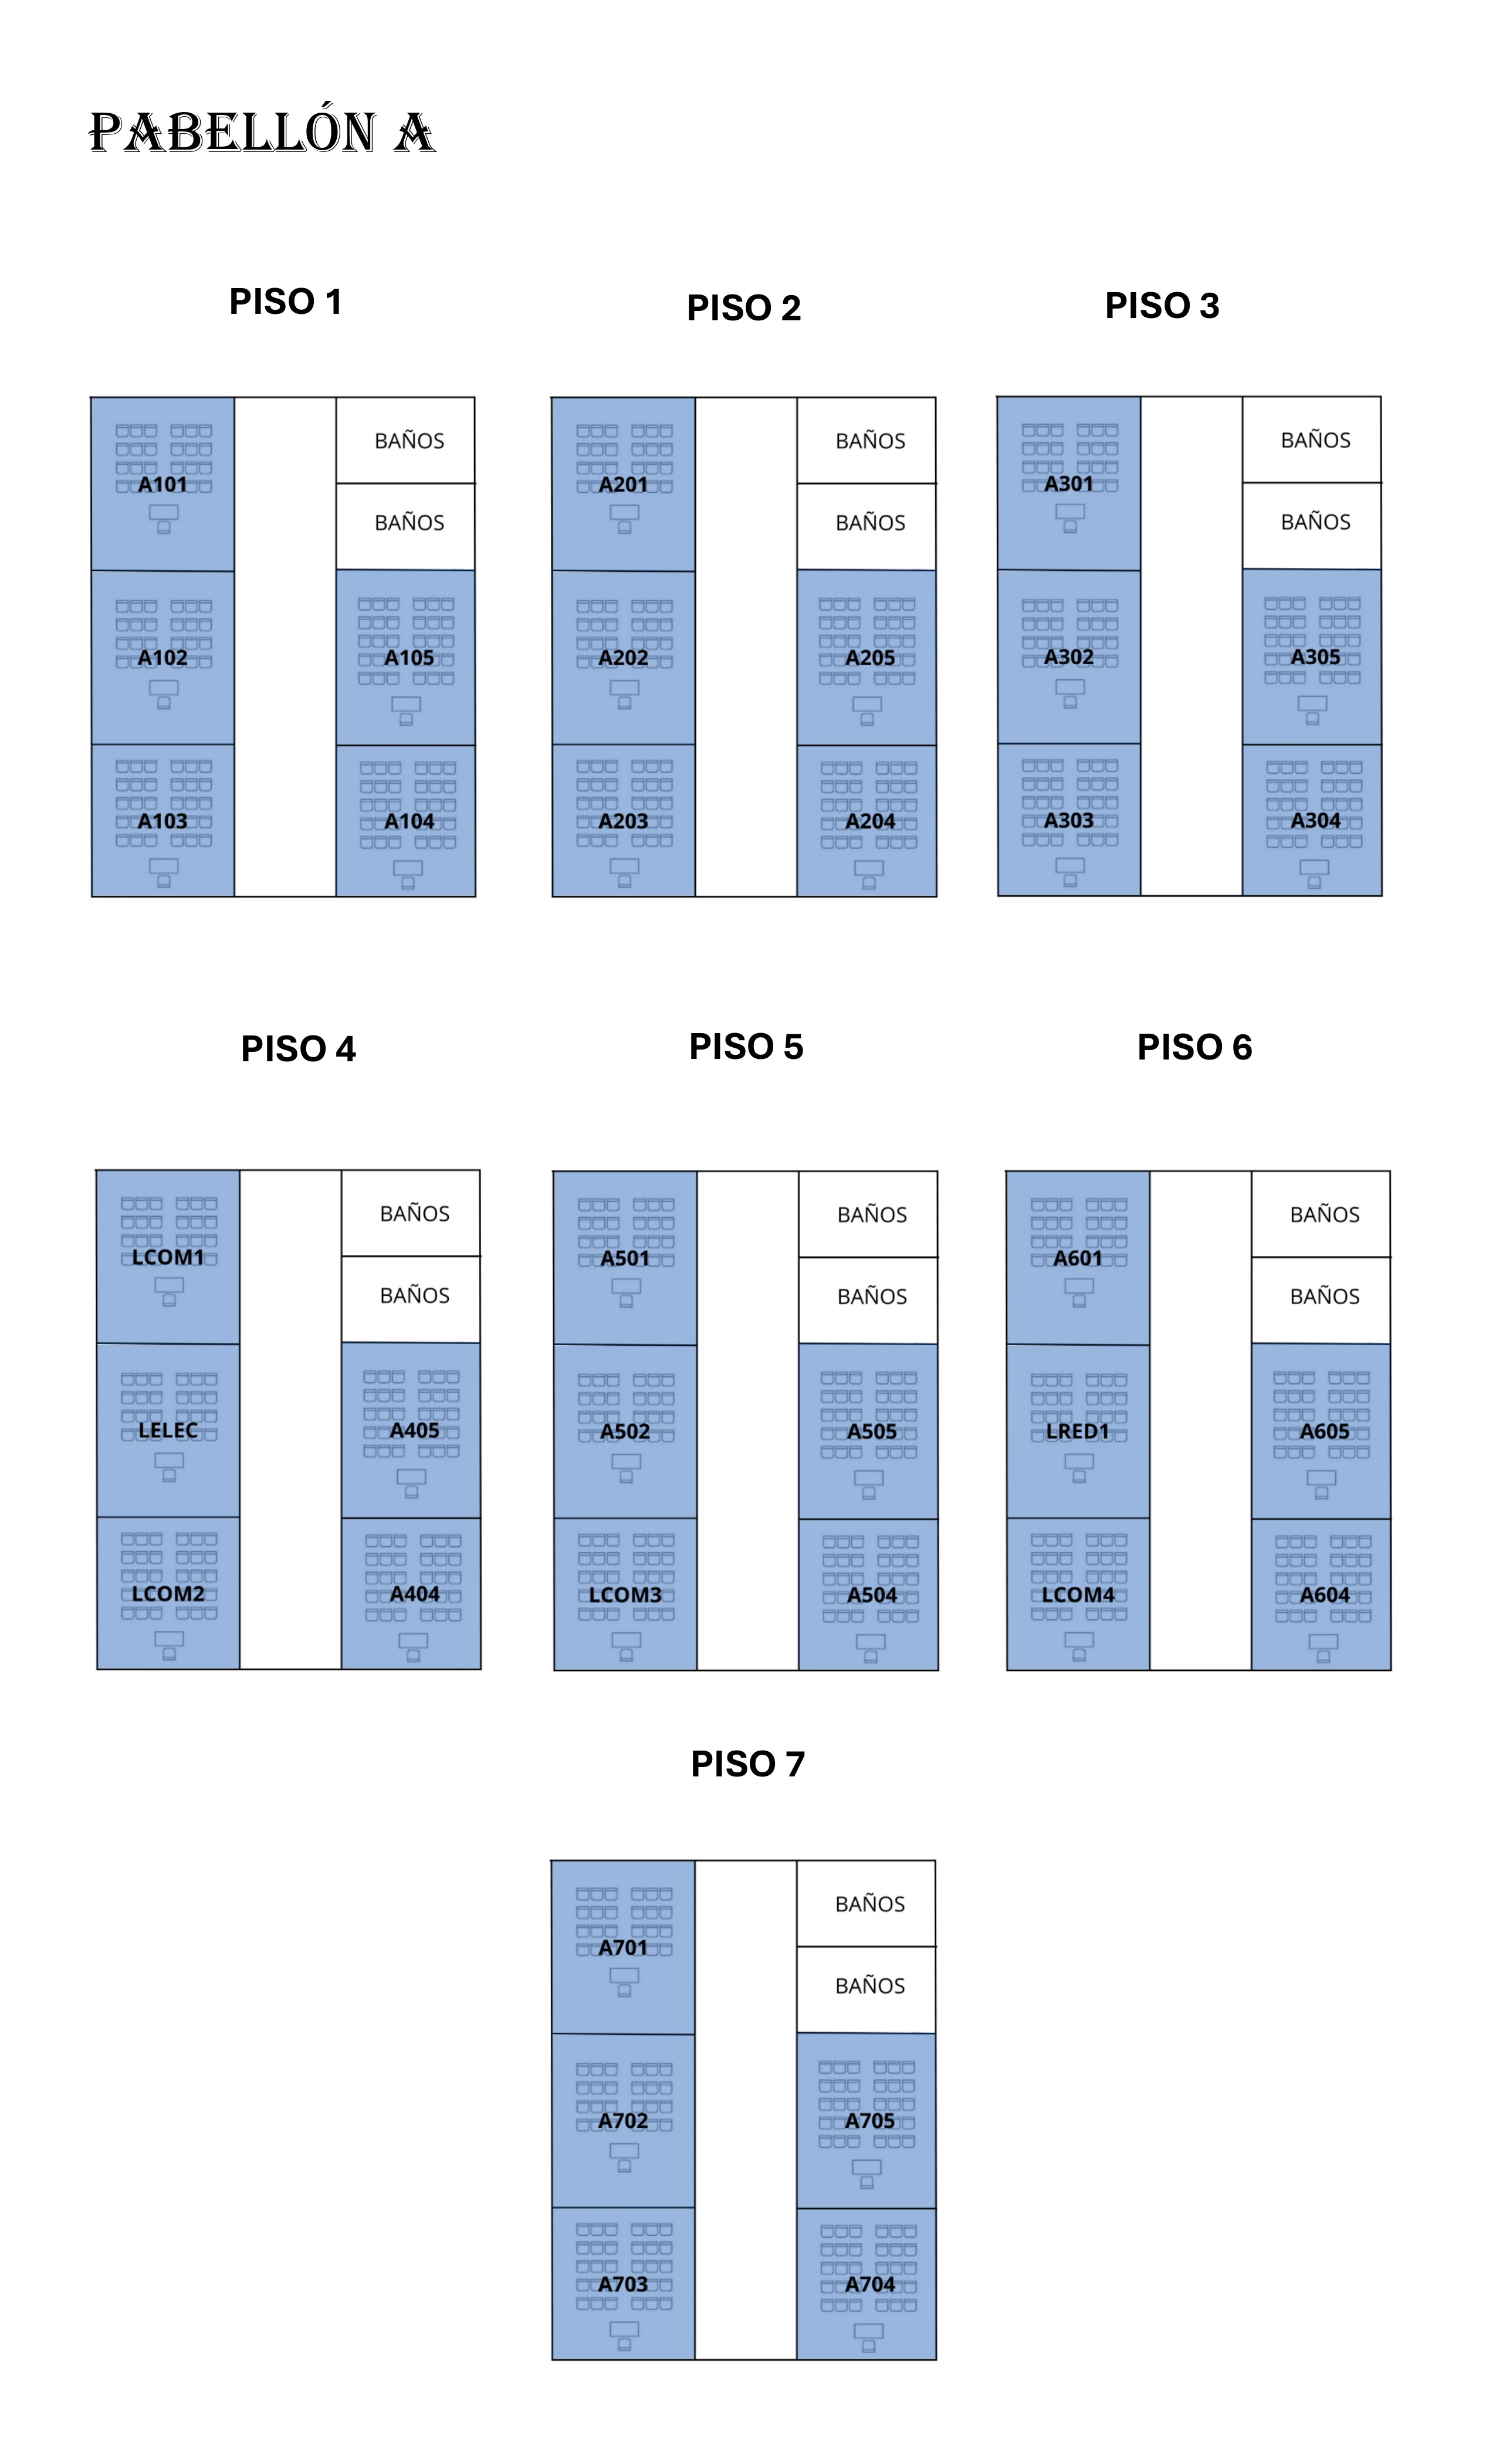 PABELLÓN A
PISO 1
PISO 2
PISO 3
A101
BAÑOS
BAÑOS
A102
A105
A103
A104
A201
BAÑOS
BAÑOS
A202
A205
A203
A204
A301
BAÑOS
BAÑOS
A302
A305
A303
A304
PISO 4
PISO 5
PISO 6
LCOM1
BAÑOS
BAÑOS
LELEC
A405
LCOM2
A404
A501
BAÑOS
BAÑOS
A502
A505
LCOM3
A504
A601
BAÑOS
BAÑOS
LRED1
A605
LCOM4
A604
PISO 7
A701
BAÑOS
BAÑOS
A702
A705
A703
A704